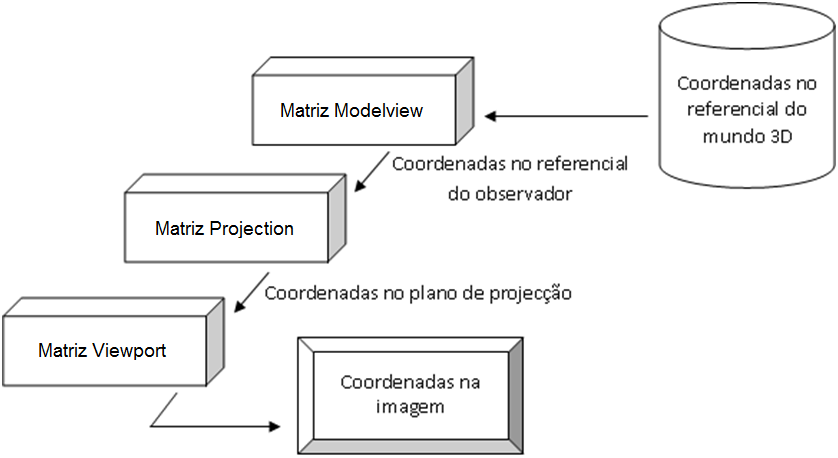 Coordenadas no
referencial do
mundo 3D
Matriz Modelview
Coordenadas no referencial
do observador
Matriz Projection
Coordenadas no plano de projecção
Matriz Viewport
Coordenadas na
imagem